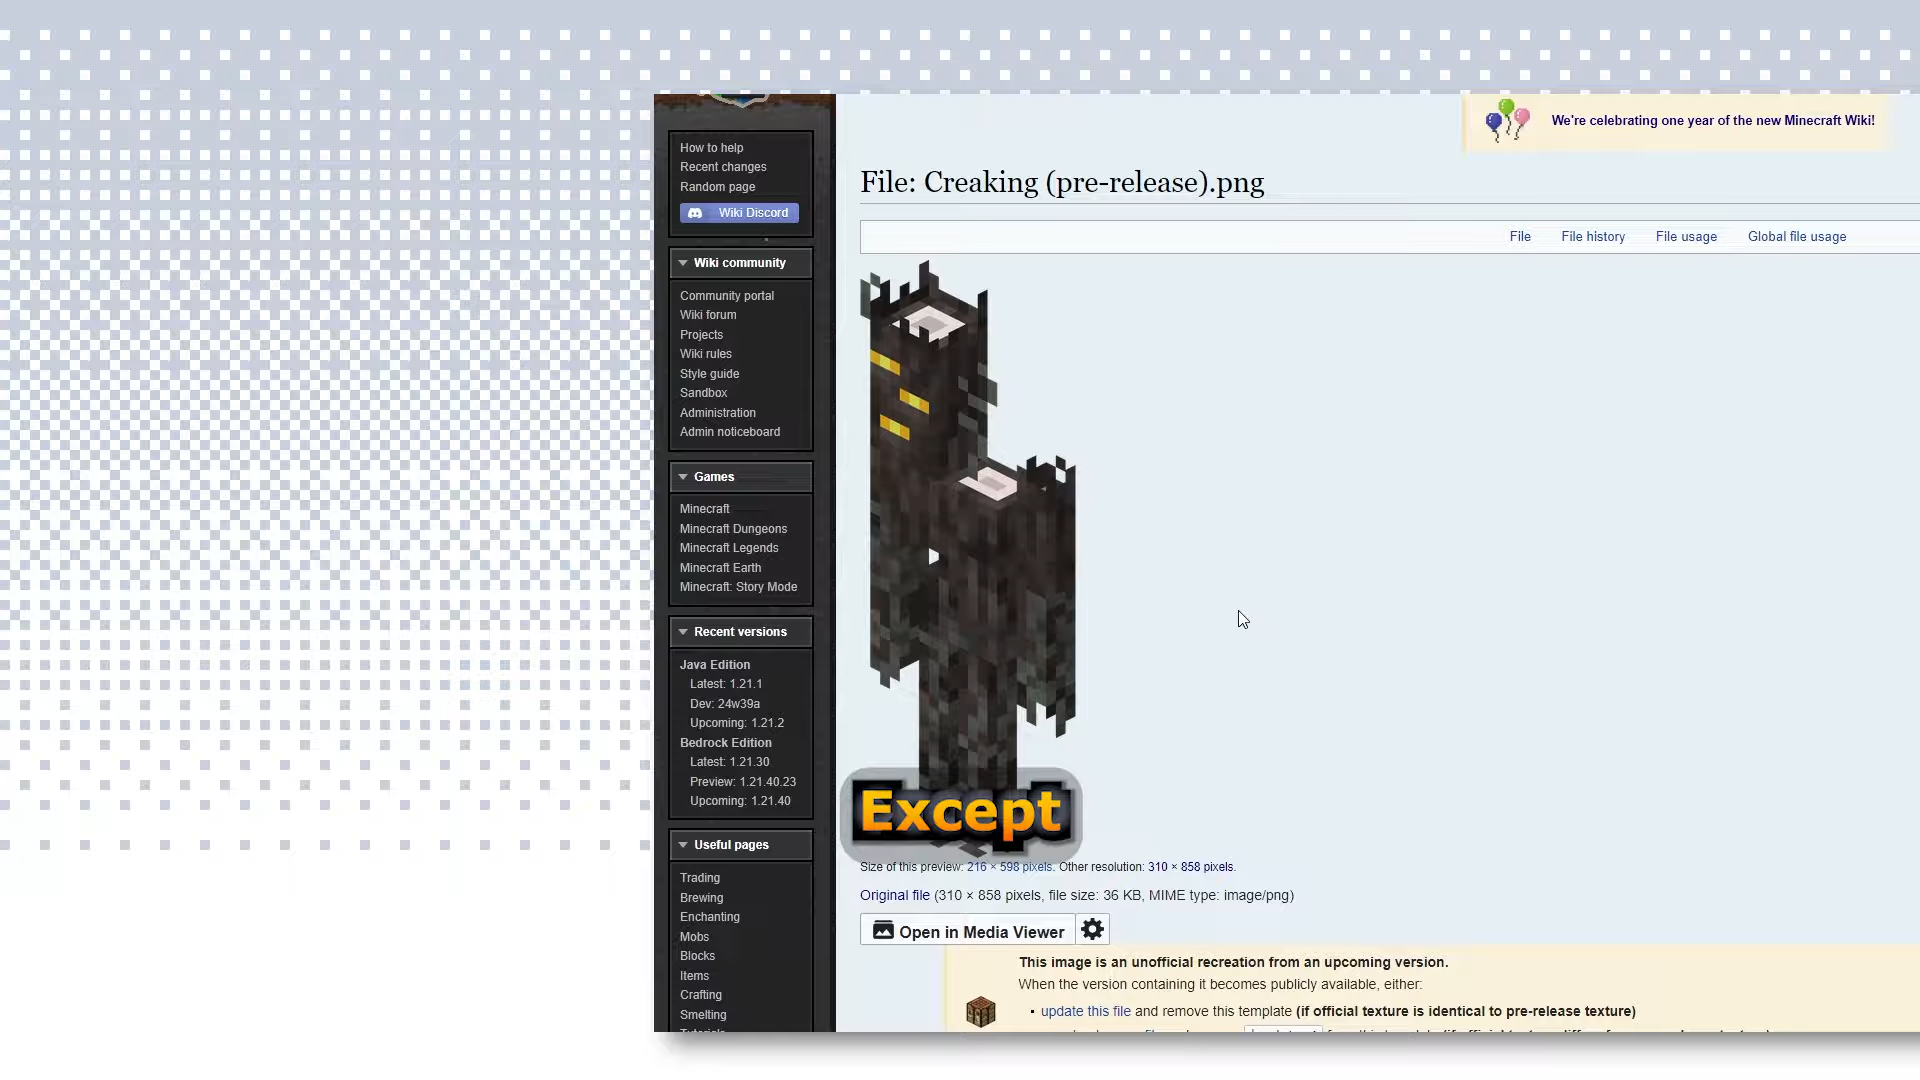 We're celebrating one year of the new Minecraft Wiki!
How to help
Recent changes
Random page
Wiki Discord
Wiki community
Community portal
Wiki forum
Projects
Wiki rules
Style guide
Sandbox
Administration
Admin noticeboard
Games
Minecraft
Minecraft Dungeons
Minecraft Legends
Minecraft Earth
Minecraft: Story Mode
Recent versions
Java Edition
Latest: 1.21.1
Dev: 24w39a
Upcoming: 1.21.2
Bedrock Edition
Latest: 1.21.30
Preview: 1.21.40.23
Upcoming: 1.21.40
Useful pages
Trading
Brewing
Enchanting
Mobs
Blocks
Items
Crafting
Smelting
File: Creaking (pre-release).png
File File history File usage Global file usage
Except
Size of this preview: 216 × 598 pixels. Other resolution: 310 × 858 pixels.
Original file (310 × 858 pixels, file size: 36 KB, MIME type: image/png)
Open in Media Viewer
This image is an unofficial recreation from an upcoming version.
When the version containing it becomes publicly available, either:
• update this file and remove this template (if official texture is identical to pre-release texture)